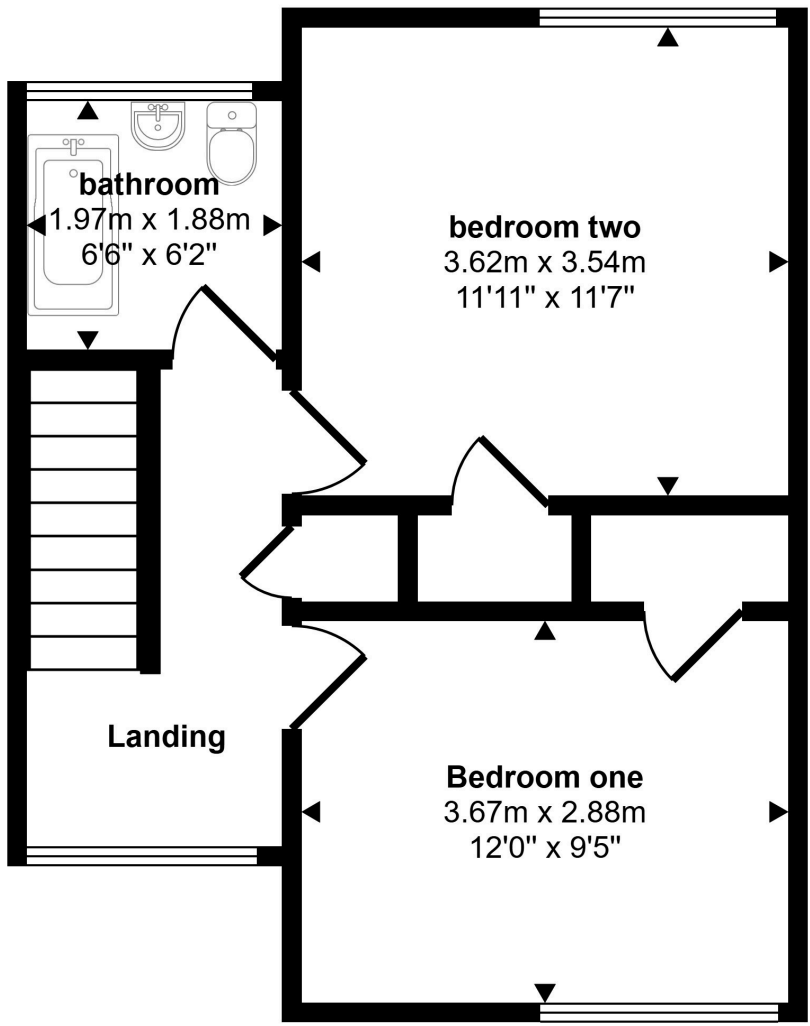 bathroom
1.97m x 1.88m
6'6" x 6'2"
bedroom two
3.62m x 3.54m
11'11" x 11'7"
Landing
Bedroom one
3.67m x 2.88m
12'0" x 9'5"